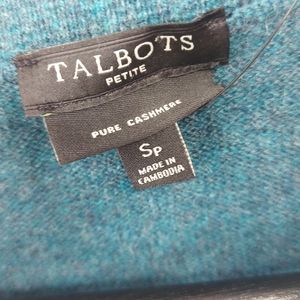 TALBOTS
PETITE
PURE CASHMERE
SP
MADE IN
CAMBODIA